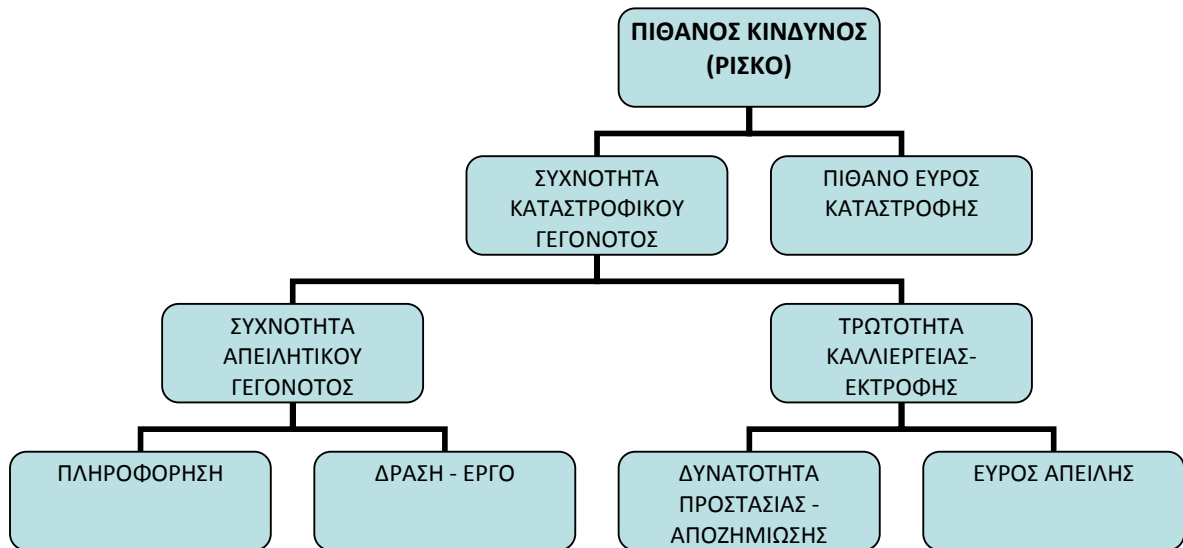 ΠΙΘΑΝΟΣ ΚΙΝΔΥΝΟΣ
(ΡΙΣΚΟ)
ΣΥΧΝΟΤΗΤΑ
ΚΑΤΑΣΤΡΟΦΙΚΟΥ
ΓΕΓΟΝΟΤΟΣ
ΠΙΘΑΝΟ ΕΥΡΟΣ
ΚΑΤΑΣΤΡΟΦΗΣ
ΣΥΧΝΟΤΗΤΑ
ΑΠΕΙΛΗΤΙΚΟΥ
ΓΕΓΟΝΟΤΟΣ
ΤΡΩΤΟΤΗΤΑ
ΚΑΛΛΙΕΡΓΕΙΑΣ-
ΕΚΤΡΟΦΗΣ
ΠΛΗΡΟΦΟΡΗΣΗ
ΔΡΑΣΗ - ΕΡΓΟ
ΔΥΝΑΤΟΤΗΤΑ
ΠΡΟΣΤΑΣΙΑΣ -
ΑΠΟΖΗΜΙΩΣΗΣ
ΕΥΡΟΣ ΑΠΕΙΛΗΣ